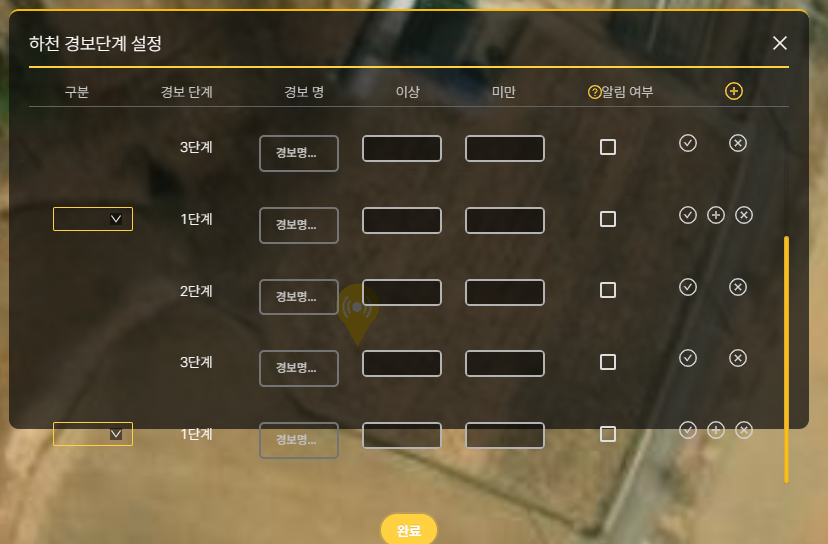 하천 경보단계 설정
구분 경보 단계 경보 명 이상 미만 ?알림 여부
3단계 경보명...
1단계 경보명...
2단계 경보명...
3단계 경보명...
1단계 경보명...
완료